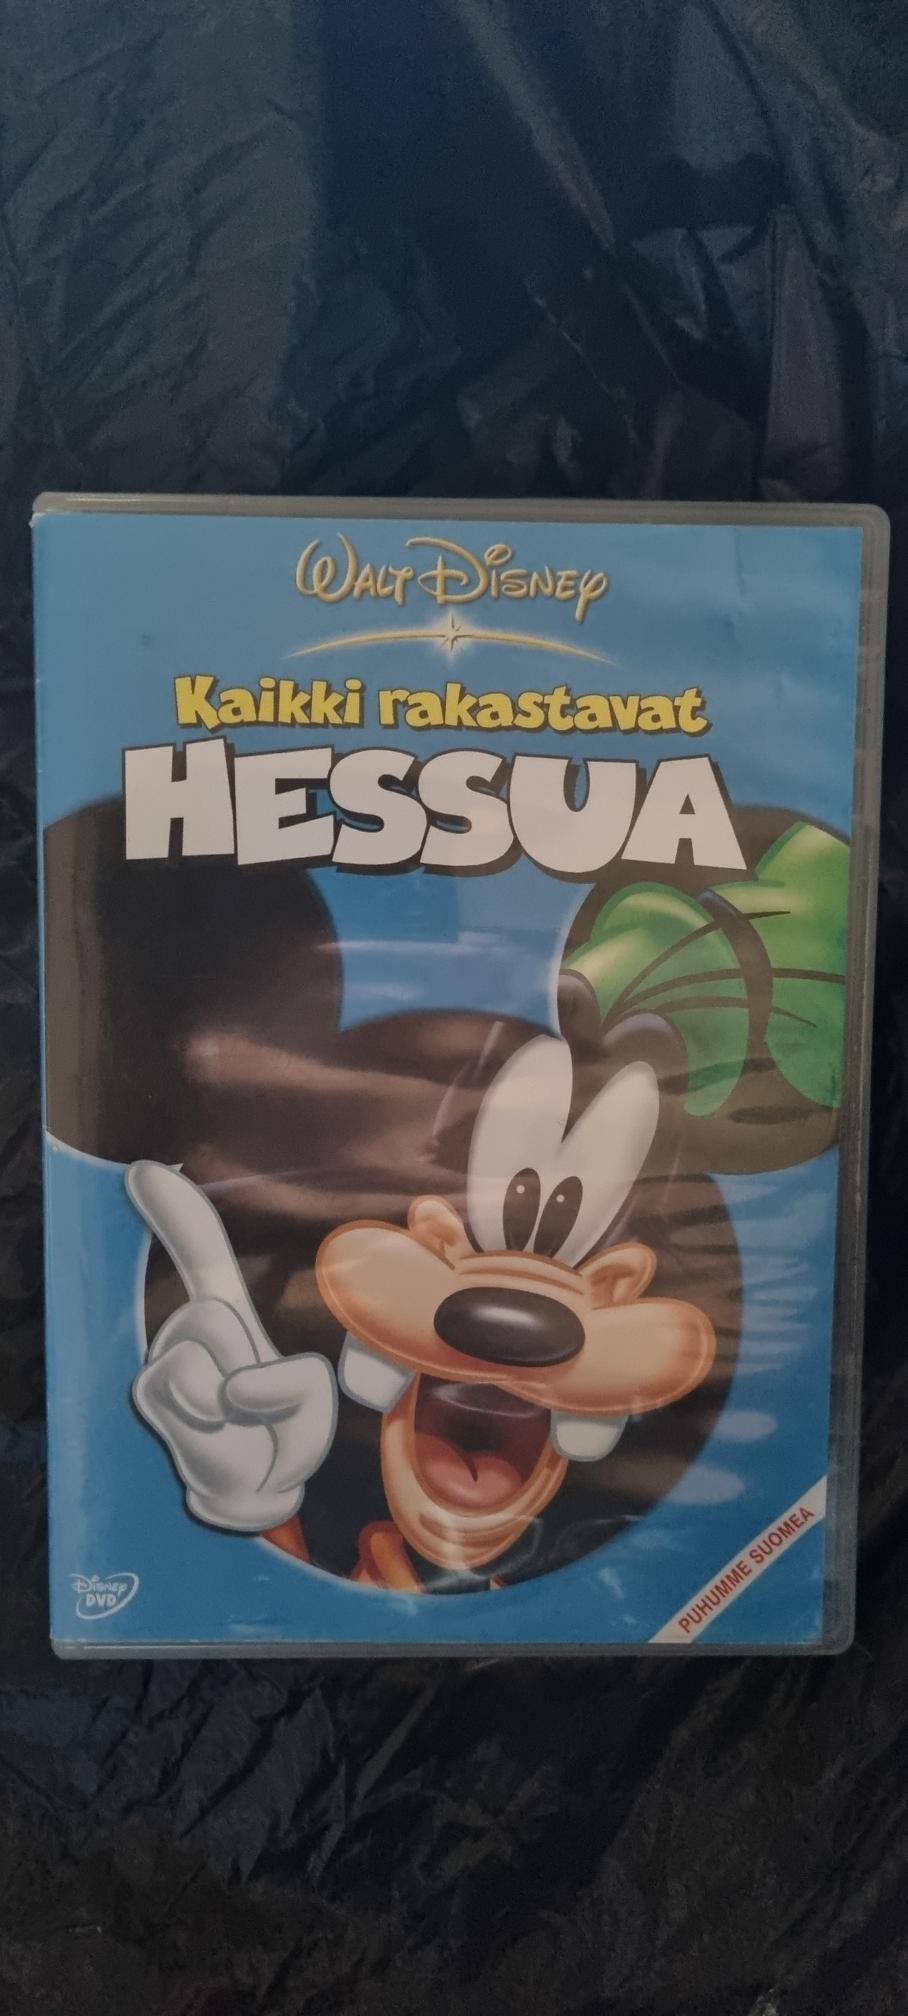 WALT DISNEY
Kaikki rakastavat
HESSUA
DISNEY
DVD
PUHUMME SUOMEA